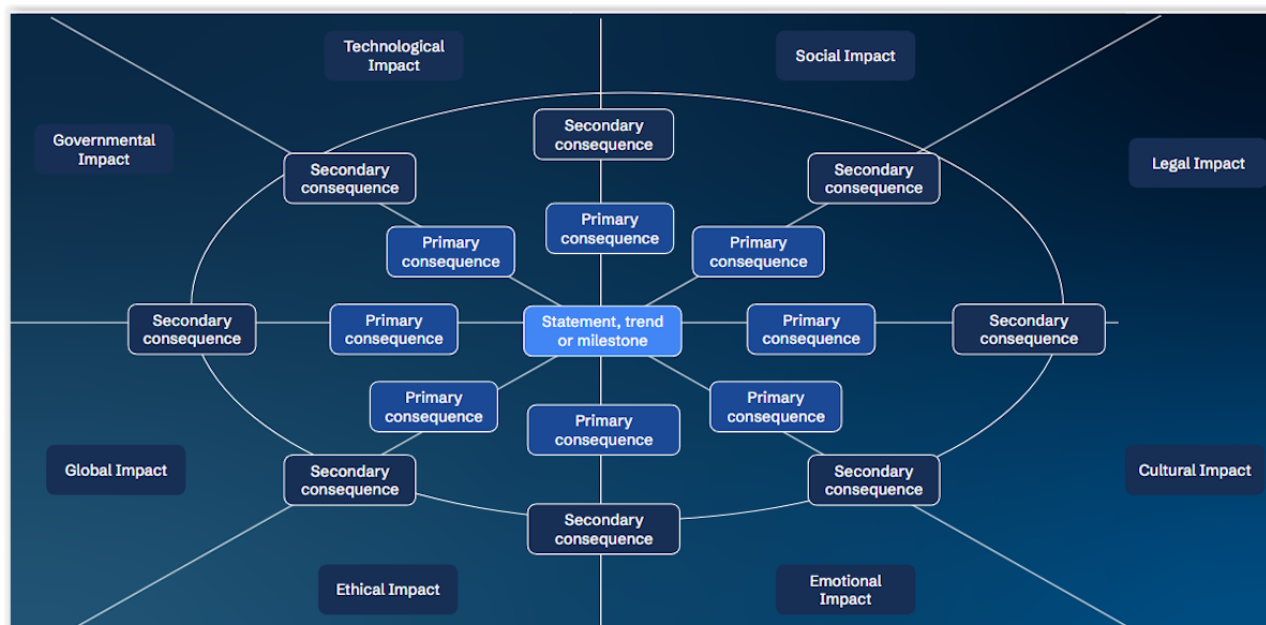 Technological
Impact
Social Impact
Governmental
Impact
Secondary
consequence
Legal Impact
Secondary
consequence
Secondary
consequence
Primary
consequence
Primary
consequence
Primary
consequence
Secondary
consequence
Primary
consequence
Statement, trend
or milestone
Primary
consequence
Secondary
consequence
Primary
consequence
Primary
consequence
Primary
consequence
Global Impact
Secondary
consequence
Secondary
consequence
Cultural Impact
Secondary
consequence
Ethical Impact
Emotional
Impact